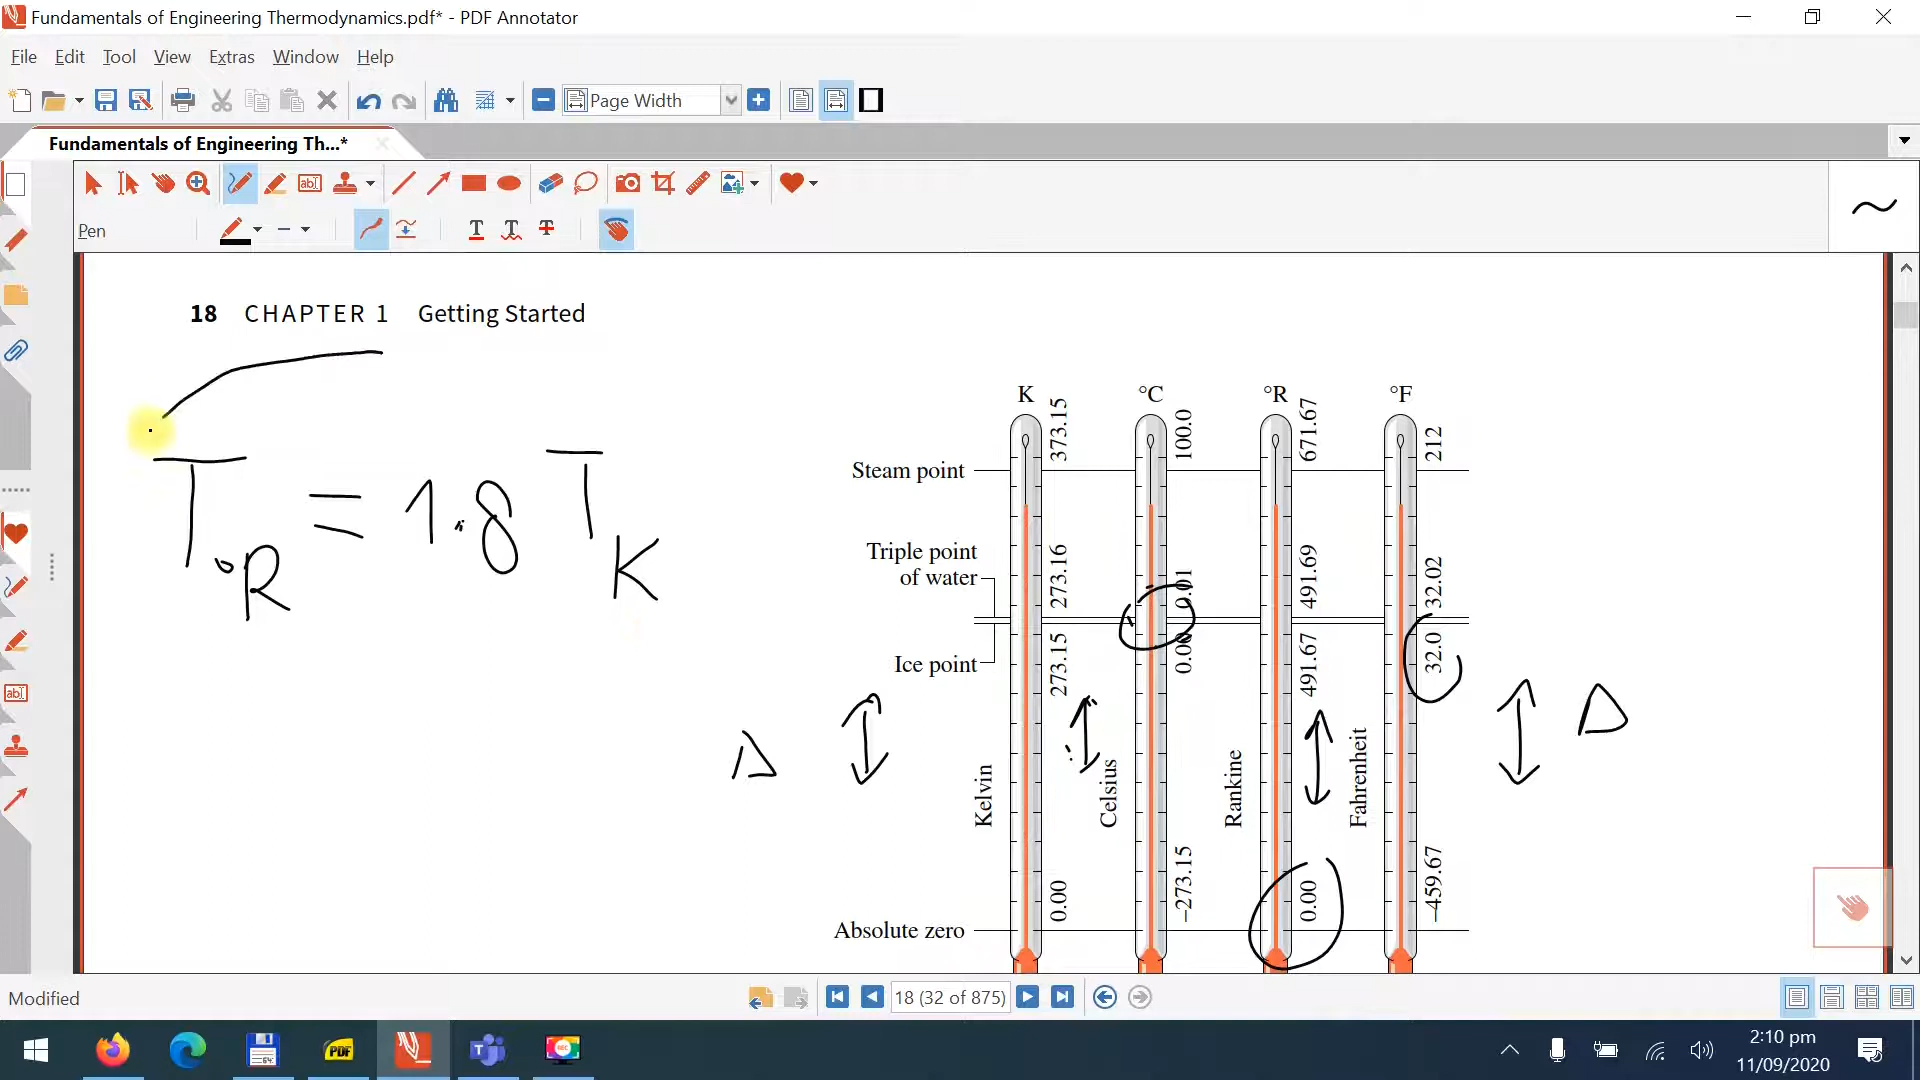 Fundamentals of Engineering Thermodynamics.pdf* - PDF Annotator
File Edit Tool View Extras Window Help
Page Width
Fundamentals of Engineering Th...*
Pen
18 CHAPTER 1 Getting Started
K °C °R °F
373.15 100.0 671.67 212
Steam point
T°R = 1.8 TK
Triple point
of water
273.16 0.01 491.69 32.02
Ice point
273.15 0.00 491.67 32.0
Δ Δ
Kelvin Celsius Rankine Fahrenheit
0.00 –273.15 0.00 –459.67
Absolute zero
Modified
18 (32 of 875)
PDF
2:10 pm
11/09/2020